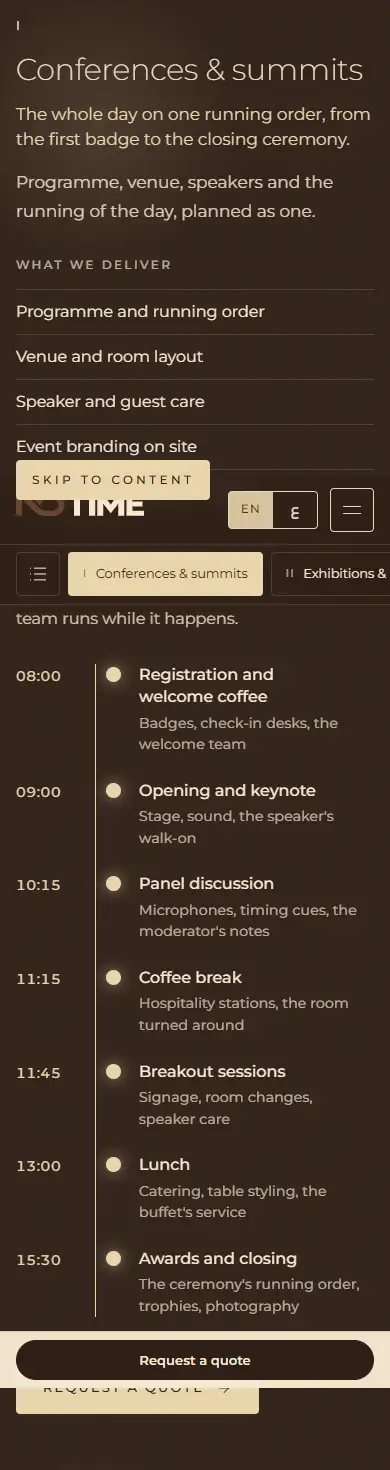 I
Conferences & summits
The whole day on one running order, from
the first badge to the closing ceremony.
Programme, venue, speakers and the
running of the day, planned as one.
WHAT WE DELIVER
Programme and running order
Venue and room layout
Speaker and guest care
Event branding on site
SKIP TO CONTENT
TIME
EN
ع
I Conferences & summits
II Exhibitions &
team runs while it happens.
08:00
Registration and
welcome coffee
Badges, check-in desks, the
welcome team
09:00
Opening and keynote
Stage, sound, the speaker's
walk-on
10:15
Panel discussion
Microphones, timing cues, the
moderator's notes
11:15
Coffee break
Hospitality stations, the room
turned around
11:45
Breakout sessions
Signage, room changes,
speaker care
13:00
Lunch
Catering, table styling, the
buffet's service
15:30
Awards and closing
The ceremony's running order,
trophies, photography
Request a quote
REQUEST A QUOTE →